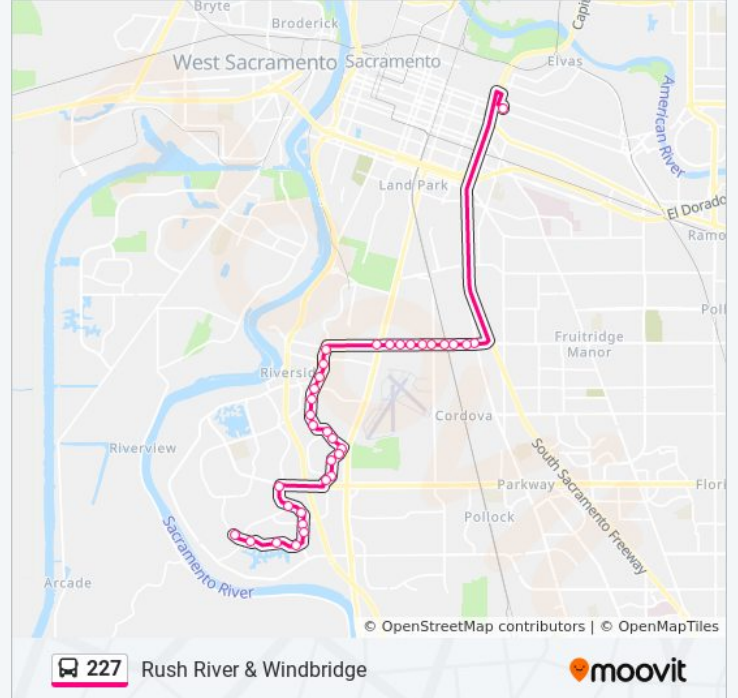 Bryte
Broderick
Capi
West Sacramento
Sacramento
Elvas
American River
Land Park
El Dorado
Ramo
Poll
Fruitridge
Manor
Riversid
Cordova
Riverview
South Sacramento Freeway
Parkway
Flori
Pollock
Sacramento River
Arcade
© OpenStreetMap contributors | © OpenMapTiles
227 Rush River & Windbridge
moovit